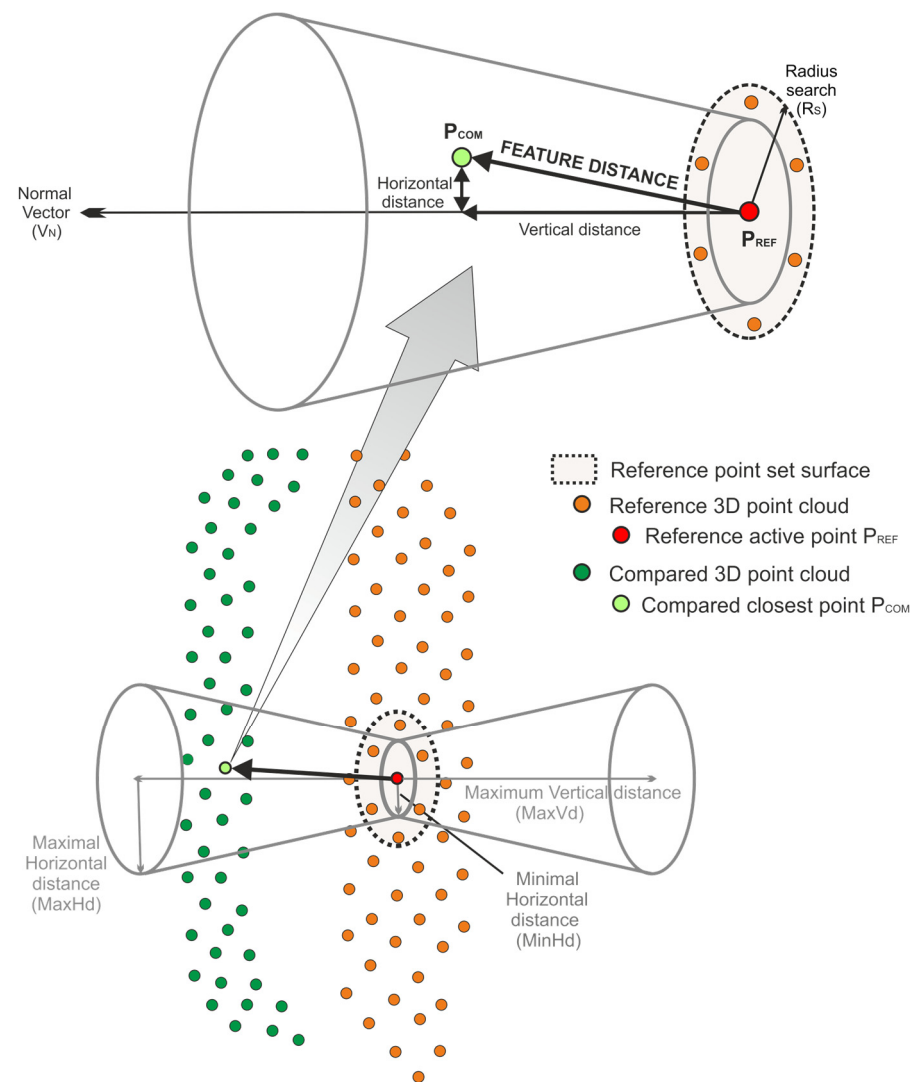 Radius
search
(Rs)
PCOM
FEATURE DISTANCE
Horizontal
distance
Normal
Vector
(VN)
Vertical distance
PREF
Reference point set surface
Reference 3D point cloud
Reference active point PREF
Compared 3D point cloud
Compared closest point PCOM
Maximum Vertical distance
(MaxVd)
Maximal
Horizontal
distance
(MaxHd)
Minimal
Horizontal
distance
(MinHd)